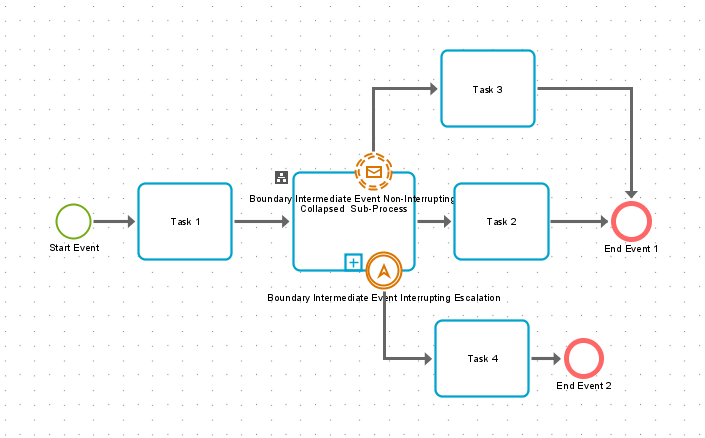 Task 3
Boundary Intermediate Event Non-Interrupting
Collapsed Sub-Process
Task 1
Task 2
Start Event
End Event 1
Boundary Intermediate Event Interrupting Escalation
Task 4
End Event 2